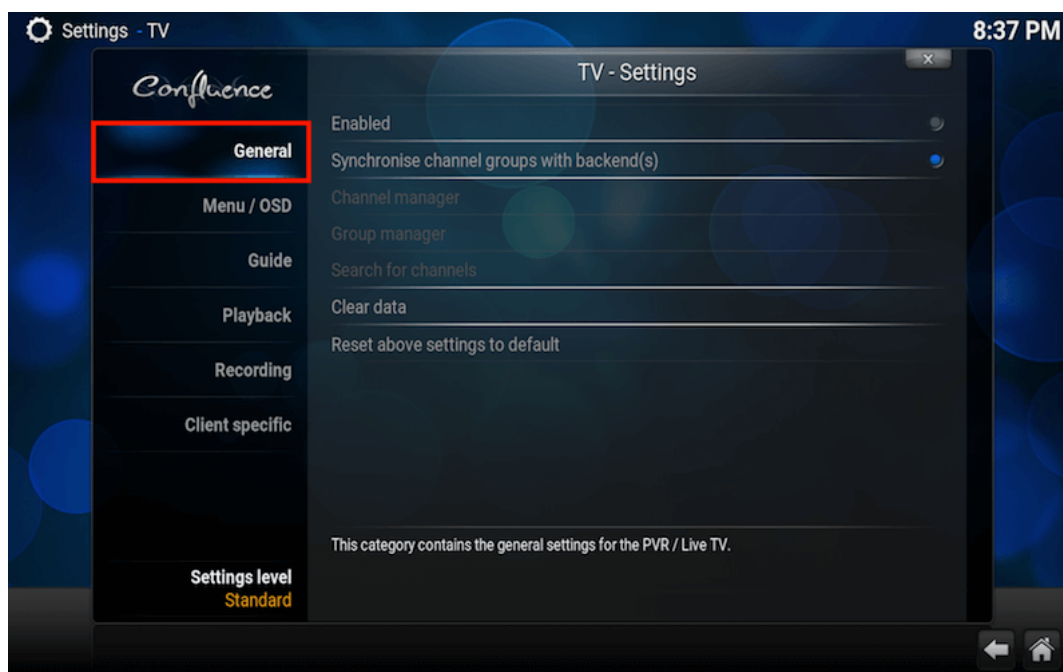 Settings - TV
8:37 PM
Confluence
TV - Settings
x
General
Menu / OSD
Guide
Playback
Recording
Client specific
Settings level
Standard
Enabled
Synchronise channel groups with backend(s)
Channel manager
Group manager
Search for channels
Clear data
Reset above settings to default
This category contains the general settings for the PVR / Live TV.